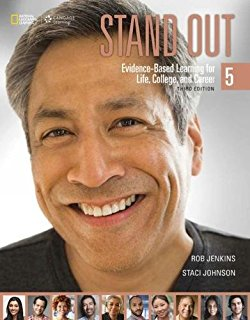 NATIONAL
GEOGRAPHIC
LEARNING
CENGAGE
Learning
STAND OUT
Evidence-Based Learning for
Life, College, and Career
5
THIRD EDITION
ROB JENKINS
STACI JOHNSON